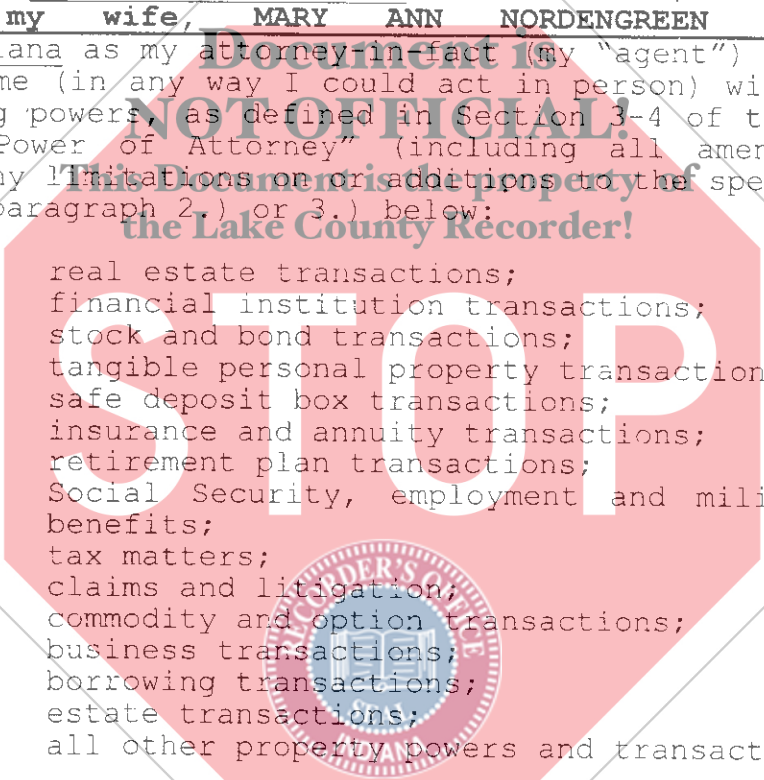 my wife, MARY ANN NORDENGREEN
iana as my attorney-in-fact (my "agent")
me (in any way I could act in person) wi
g powers, as defined in Section 3-4 of t
Power of Attorney" (including all amen
ny limitations on or additions to the spe
paragraph 2.) or 3.) below:
Document is
NOT OFFICIAL!
This Document is the property of
the Lake County Recorder!
real estate transactions;
financial institution transactions;
stock and bond transactions;
tangible personal property transaction
safe deposit box transactions;
insurance and annuity transactions;
retirement plan transactions;
Social Security, employment and mili
benefits;
tax matters;
claims and litigation;
commodity and option transactions;
business transactions;
borrowing transactions;
estate transactions;
all other property powers and transact
STOP
RECORDER'S OFFICE
SEAL
INDIANA